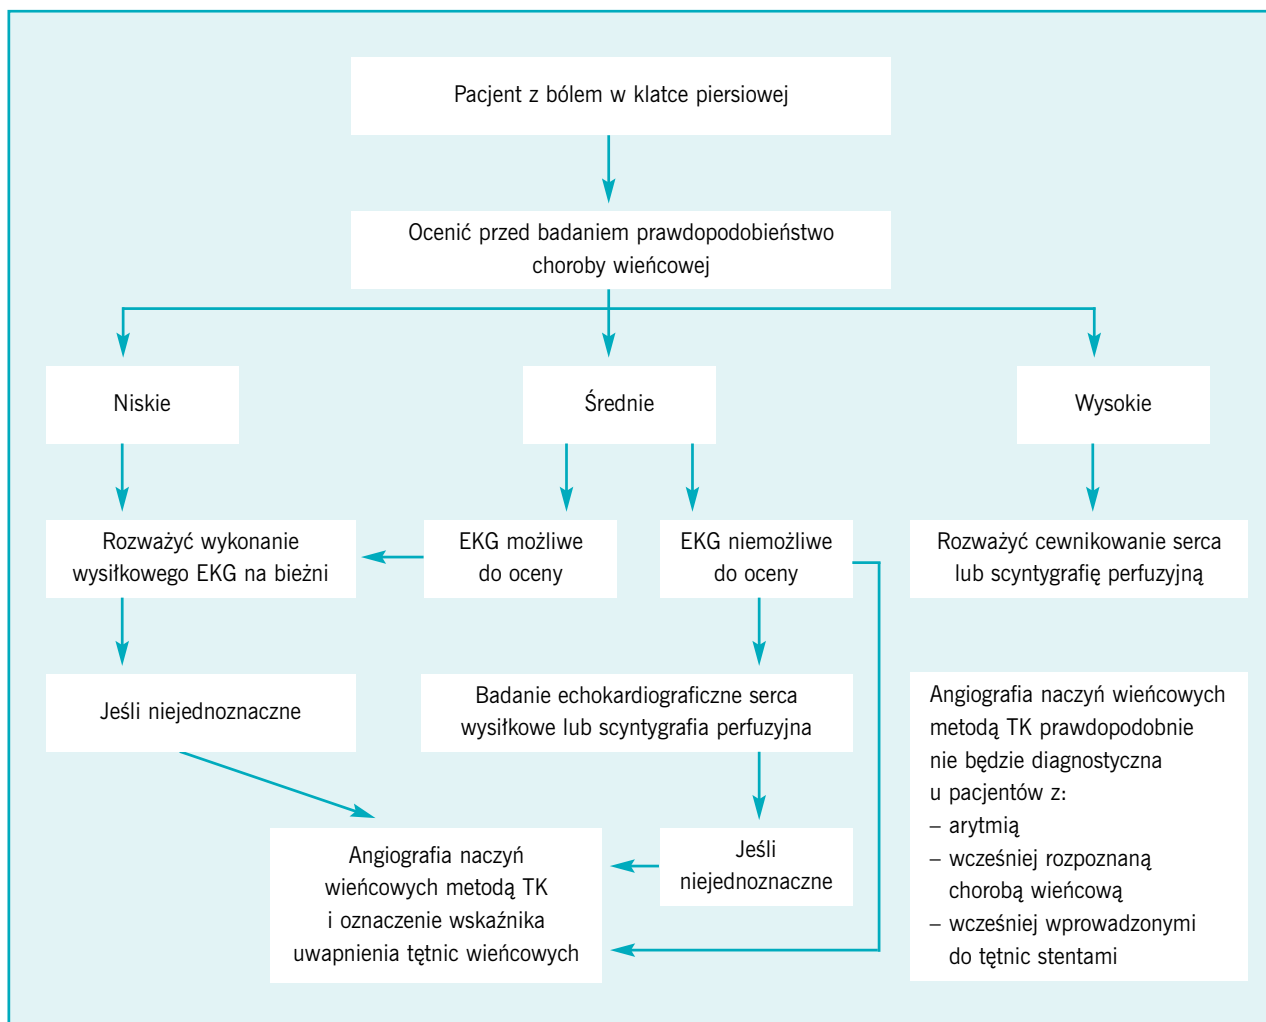 Pacjent z bólem w klatce piersiowej
Ocenić przed badaniem prawdopodobieństwo
choroby wieńcowej
Niskie
Średnie
Wysokie
Rozważyć wykonanie
wysiłkowego EKG na bieżni
EKG możliwe
do oceny
EKG niemożliwe
do oceny
Rozważyć cewnikowanie serca
lub scyntygrafię perfuzyjną
Jeśli niejednoznaczne
Badanie echokardiograficzne serca
wysiłkowe lub scyntygrafia perfuzyjna
Angiografia naczyń wieńcowych
metodą TK prawdopodobnie
nie będzie diagnostyczna
u pacjentów z:
– arytmią
– wcześniej rozpoznaną
chorobą wieńcową
– wcześniej wprowadzonymi
do tętnic stentami
Angiografia naczyń
wieńcowych metodą TK
i oznaczenie wskaźnika
uwapnienia tętnic wieńcowych
Jeśli
niejednoznaczne